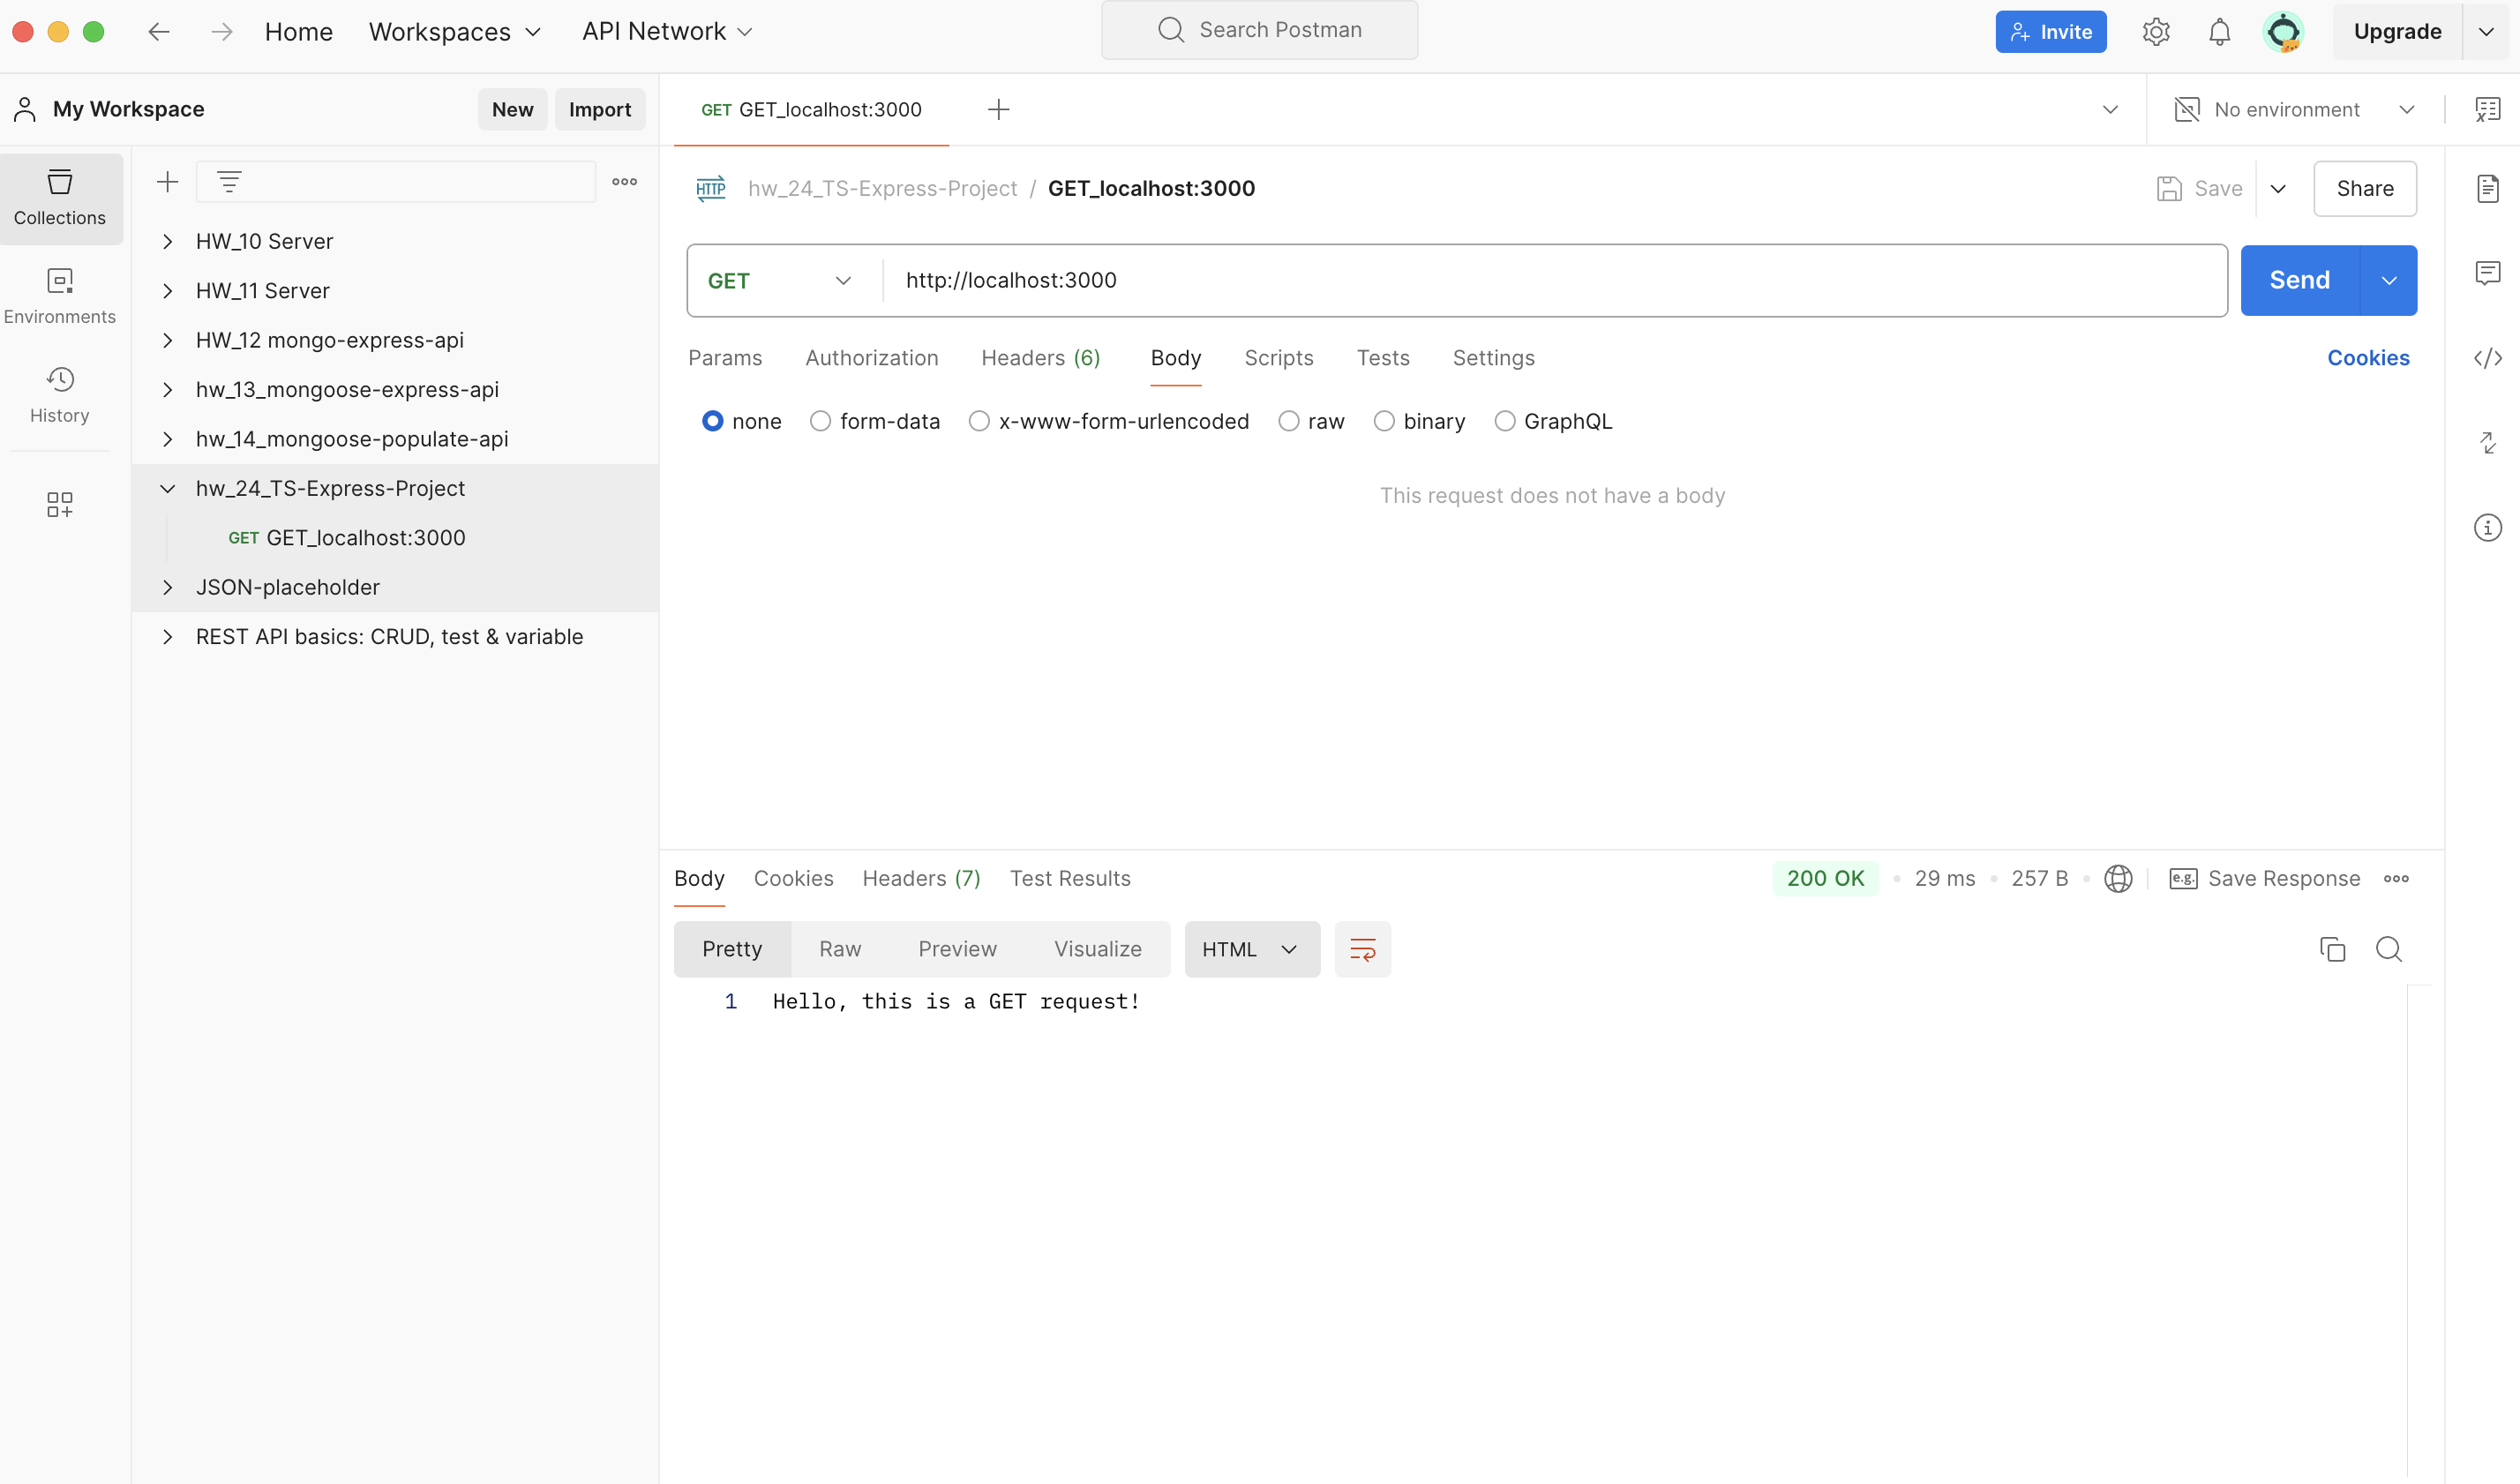 Home Workspaces API Network Search Postman Invite Upgrade
My Workspace New Import GET GET_localhost:3000 No environment
Collections
Environments
History
HW_10 Server
HW_11 Server
HW_12 mongo-express-api
hw_13_mongoose-express-api
hw_14_mongoose-populate-api
hw_24_TS-Express-Project
GET GET_localhost:3000
JSON-placeholder
REST API basics: CRUD, test & variable
HTTP hw_24_TS-Express-Project / GET_localhost:3000 Save Share
GET http://localhost:3000 Send
Params Authorization Headers (6) Body Scripts Tests Settings Cookies
none form-data x-www-form-urlencoded raw binary GraphQL
This request does not have a body
Body Cookies Headers (7) Test Results 200 OK • 29 ms • 257 B • e.g. Save Response
Pretty Raw Preview Visualize HTML
1 Hello, this is a GET request!